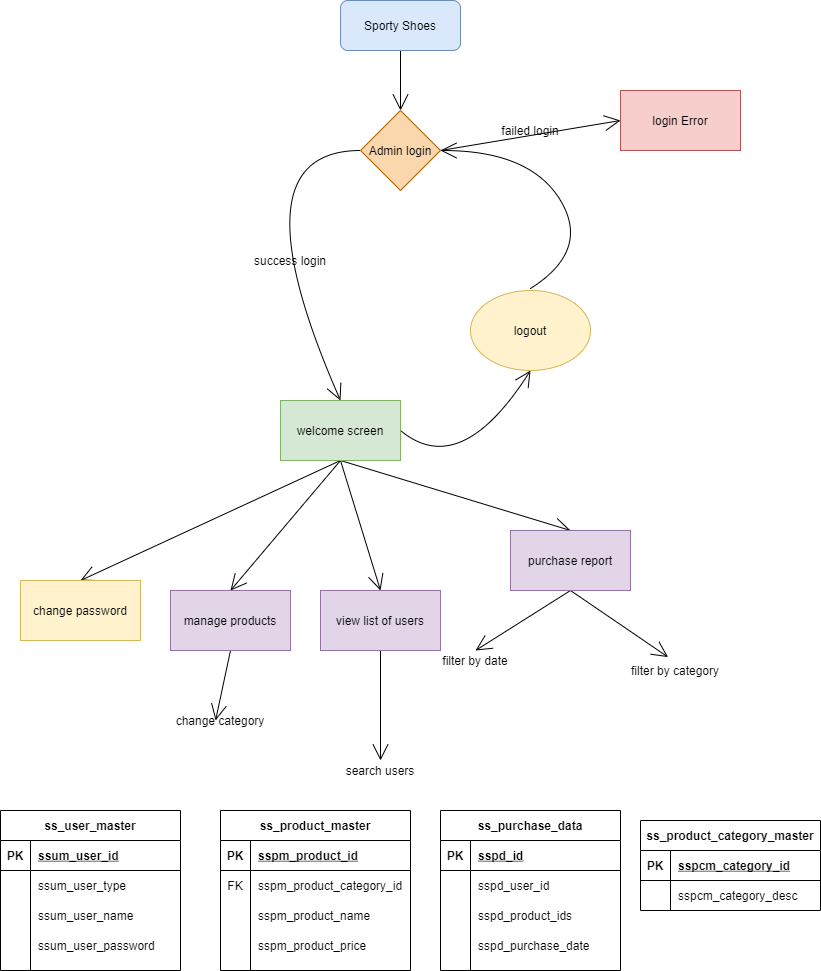 Sporty Shoes
login Error
failed login
Admin login
success login
logout
welcome screen
purchase report
change password
manage products
view list of users
filter by date
filter by category
change category
search users
ss_user_master
PK ssum_user_id
ssum_user_type
ssum_user_name
ssum_user_password
ss_product_master
PK sspm_product_id
FK sspm_product_category_id
sspm_product_name
sspm_product_price
ss_purchase_data
PK sspd_id
sspd_user_id
sspd_product_ids
sspd_purchase_date
ss_product_category_master
PK sspcm_category_id
sspcm_category_desc